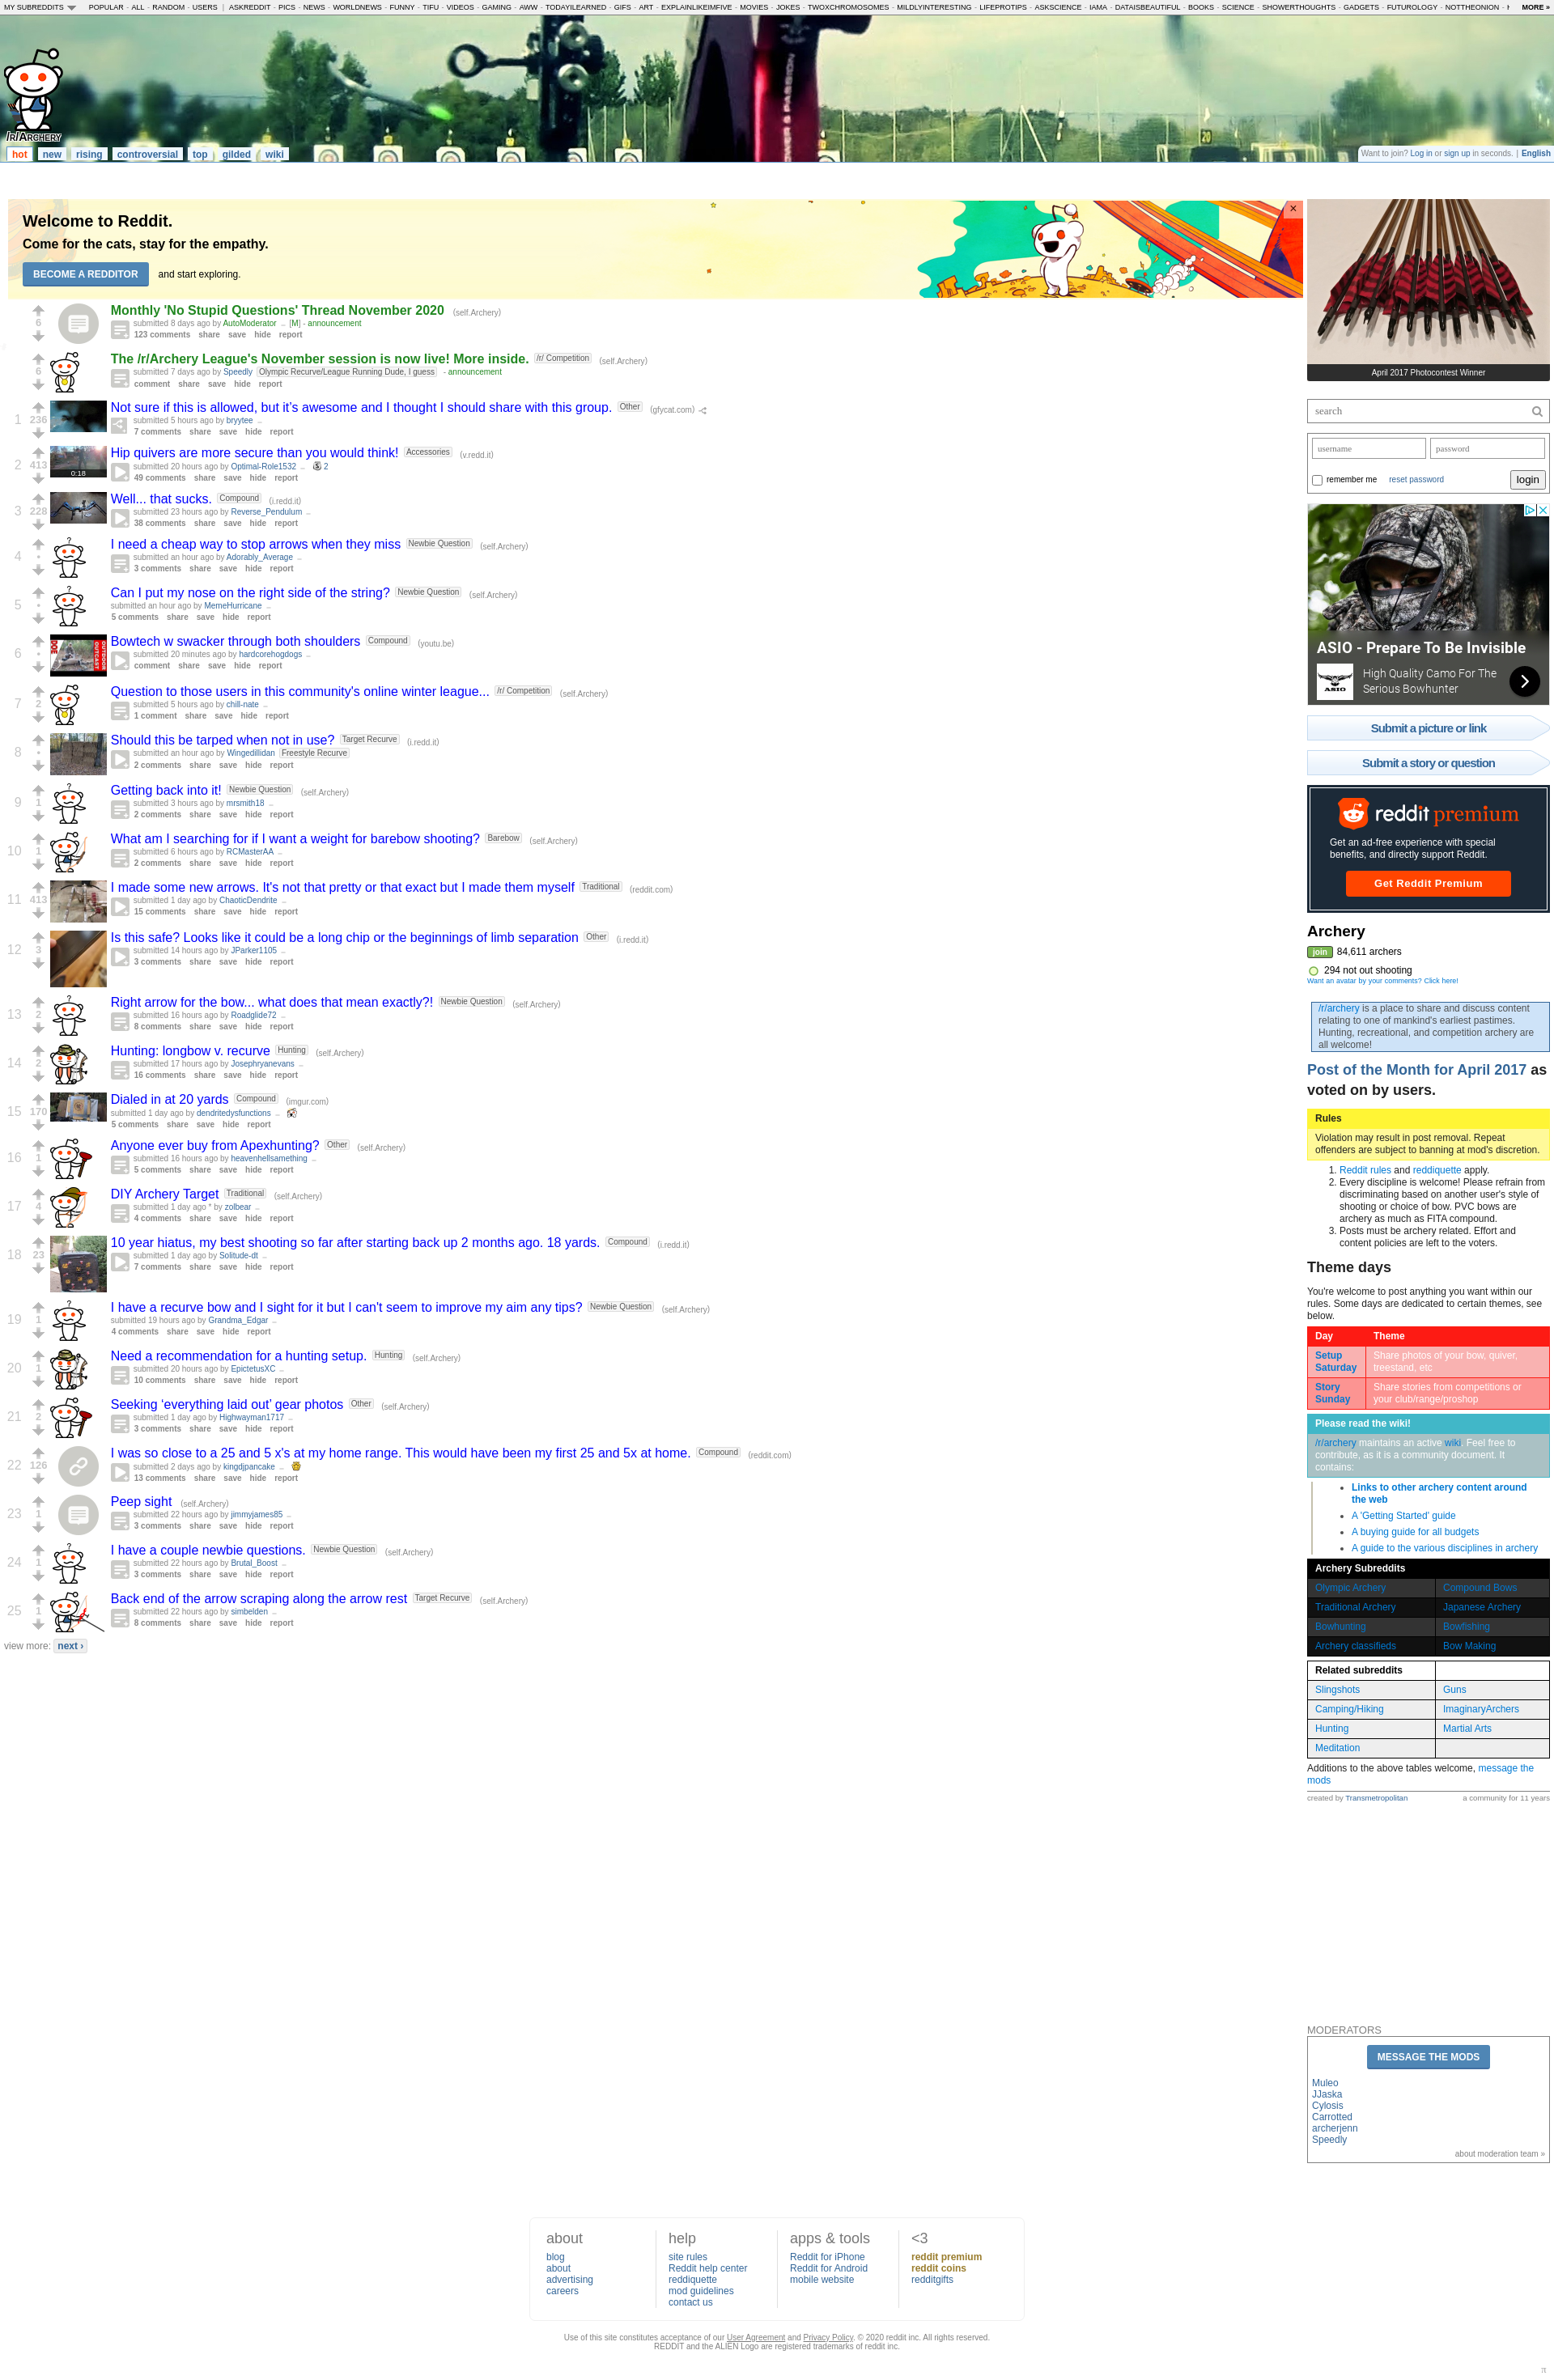 MY SUBREDDITS POPULAR - ALL - RANDOM - USERS | ASKREDDIT - PICS - NEWS - WORLDNEWS - FUNNY - TIFU - VIDEOS - GAMING - AWW - TODAYILEARNED - GIFS - ART - EXPLAINLIKEIMFIVE - MOVIES - JOKES - TWOXCHROMOSOMES - MILDLYINTERESTING - LIFEPROTIPS - ASKSCIENCE - IAMA - DATAISBEAUTIFUL - BOOKS - SCIENCE - SHOWERTHOUGHTS - GADGETS - FUTUROLOGY - NOTTHEONION - MORE »
20
/R/ARCHERY
hot new rising controversial top gilded wiki
Want to join? Log in or sign up in seconds. | English
Welcome to Reddit.
Come for the cats, stay for the empathy.
BECOME A REDDITOR and start exploring.
×
6
Monthly 'No Stupid Questions' Thread November 2020 (self.Archery)
submitted 8 days ago by AutoModerator ... [M] - announcement
123 comments share save hide report
6
The /r/Archery League's November session is now live! More inside. /r/ Competition (self.Archery)
submitted 7 days ago by Speedly Olympic Recurve/League Running Dude, I guess - announcement
comment share save hide report
1 236
Not sure if this is allowed, but it’s awesome and I thought I should share with this group. Other (gfycat.com)
submitted 5 hours ago by bryytee ...
7 comments share save hide report
2 413
0:18
Hip quivers are more secure than you would think! Accessories (v.redd.it)
submitted 20 hours ago by Optimal-Role1532 ... 2
49 comments share save hide report
3 228
Well... that sucks. Compound (i.redd.it)
submitted 23 hours ago by Reverse_Pendulum ...
38 comments share save hide report
4 •
I need a cheap way to stop arrows when they miss Newbie Question (self.Archery)
submitted an hour ago by Adorably_Average ...
3 comments share save hide report
5 •
Can I put my nose on the right side of the string? Newbie Question (self.Archery)
submitted an hour ago by MemeHurricane ...
5 comments share save hide report
6 •
OUTDOOR OUTCAST
Bowtech w swacker through both shoulders Compound (youtu.be)
submitted 20 minutes ago by hardcorehogdogs ...
comment share save hide report
7 2
Question to those users in this community's online winter league... /r/ Competition (self.Archery)
submitted 5 hours ago by chill-nate ...
1 comment share save hide report
8 •
Should this be tarped when not in use? Target Recurve (i.redd.it)
submitted an hour ago by Wingedillidan Freestyle Recurve
2 comments share save hide report
9 1
Getting back into it! Newbie Question (self.Archery)
submitted 3 hours ago by mrsmith18 ...
2 comments share save hide report
10 1
What am I searching for if I want a weight for barebow shooting? Barebow (self.Archery)
submitted 6 hours ago by RCMasterAA ...
2 comments share save hide report
11 413
I made some new arrows. It's not that pretty or that exact but I made them myself Traditional (reddit.com)
submitted 1 day ago by ChaoticDendrite ...
15 comments share save hide report
12 3
Is this safe? Looks like it could be a long chip or the beginnings of limb separation Other (i.redd.it)
submitted 14 hours ago by JParker1105 ...
3 comments share save hide report
13 2
Right arrow for the bow... what does that mean exactly?! Newbie Question (self.Archery)
submitted 16 hours ago by Roadglide72 ...
8 comments share save hide report
14 2
Hunting: longbow v. recurve Hunting (self.Archery)
submitted 17 hours ago by Josephryanevans ...
16 comments share save hide report
15 170
Dialed in at 20 yards Compound (imgur.com)
submitted 1 day ago by dendritedysfunctions ...
5 comments share save hide report
16 •
Anyone ever buy from Apexhunting? Other (self.Archery)
submitted 16 hours ago by heavenhellsamething ...
5 comments share save hide report
17 4
DIY Archery Target Traditional (self.Archery)
submitted 1 day ago * by zolbear ...
4 comments share save hide report
18 23
10 year hiatus, my best shooting so far after starting back up 2 months ago. 18 yards. Compound (i.redd.it)
submitted 1 day ago by Solitude-dt ...
7 comments share save hide report
19 1
I have a recurve bow and I sight for it but I can't seem to improve my aim any tips? Newbie Question (self.Archery)
submitted 19 hours ago by Grandma_Edgar ...
4 comments share save hide report
20 1
Need a recommendation for a hunting setup. Hunting (self.Archery)
submitted 20 hours ago by EpictetusXC ...
10 comments share save hide report
21 2
Seeking ‘everything laid out’ gear photos Other (self.Archery)
submitted 1 day ago by Highwayman1717 ...
3 comments share save hide report
22 126
I was so close to a 25 and 5 x's at my home range. This would have been my first 25 and 5x at home. Compound (reddit.com)
submitted 2 days ago by kingdjpancake ...
13 comments share save hide report
23 1
Peep sight (self.Archery)
submitted 22 hours ago by jimmyjames85 ...
3 comments share save hide report
24 1
I have a couple newbie questions. Newbie Question (self.Archery)
submitted 22 hours ago by Brutal_Boost ...
3 comments share save hide report
25 1
Back end of the arrow scraping along the arrow rest Target Recurve (self.Archery)
submitted 22 hours ago by simbelden ...
8 comments share save hide report
view more: next ›
April 2017 Photocontest Winner
search
username password
remember me reset password login
ASIO - Prepare To Be Invisible
ASIO
High Quality Camo For The
Serious Bowhunter
Submit a picture or link
Submit a story or question
reddit premium
Get an ad-free experience with special
benefits, and directly support Reddit.
Get Reddit Premium
Archery
join 84,611 archers
294 not out shooting
Want an avatar by your comments? Click here!
/r/archery is a place to share and discuss content
relating to one of mankind's earliest pastimes.
Hunting, recreational, and competition archery are
all welcome!
Post of the Month for April 2017 as
voted on by users.
Rules
Violation may result in post removal. Repeat
offenders are subject to banning at mod's discretion.
1. Reddit rules and reddiquette apply.
2. Every discipline is welcome! Please refrain from
discriminating based on another user's style of
shooting or choice of bow. PVC bows are
archery as much as FITA compound.
3. Posts must be archery related. Effort and
content policies are left to the voters.
Theme days
You're welcome to post anything you want within our
rules. Some days are dedicated to certain themes, see
below.
Day Theme
Setup Saturday Share photos of your bow, quiver, treestand, etc
Story Sunday Share stories from competitions or your club/range/proshop
Please read the wiki!
/r/archery maintains an active wiki. Feel free to
contribute, as it is a community document. It
contains:
• Links to other archery content around
the web
• A 'Getting Started' guide
• A buying guide for all budgets
• A guide to the various disciplines in archery
Archery Subreddits
Olympic Archery Compound Bows
Traditional Archery Japanese Archery
Bowhunting Bowfishing
Archery classifieds Bow Making
Related subreddits
Slingshots Guns
Camping/Hiking ImaginaryArchers
Hunting Martial Arts
Meditation
Additions to the above tables welcome, message the
mods
created by Transmetropolitan a community for 11 years
MODERATORS
MESSAGE THE MODS
Muleo
JJaska
Cylosis
Carrotted
archerjenn
Speedly
about moderation team »
about
blog
about
advertising
careers
help
site rules
Reddit help center
reddiquette
mod guidelines
contact us
apps & tools
Reddit for iPhone
Reddit for Android
mobile website
<3
reddit premium
reddit coins
redditgifts
Use of this site constitutes acceptance of our User Agreement and Privacy Policy. © 2020 reddit inc. All rights reserved.
REDDIT and the ALIEN Logo are registered trademarks of reddit inc.
π